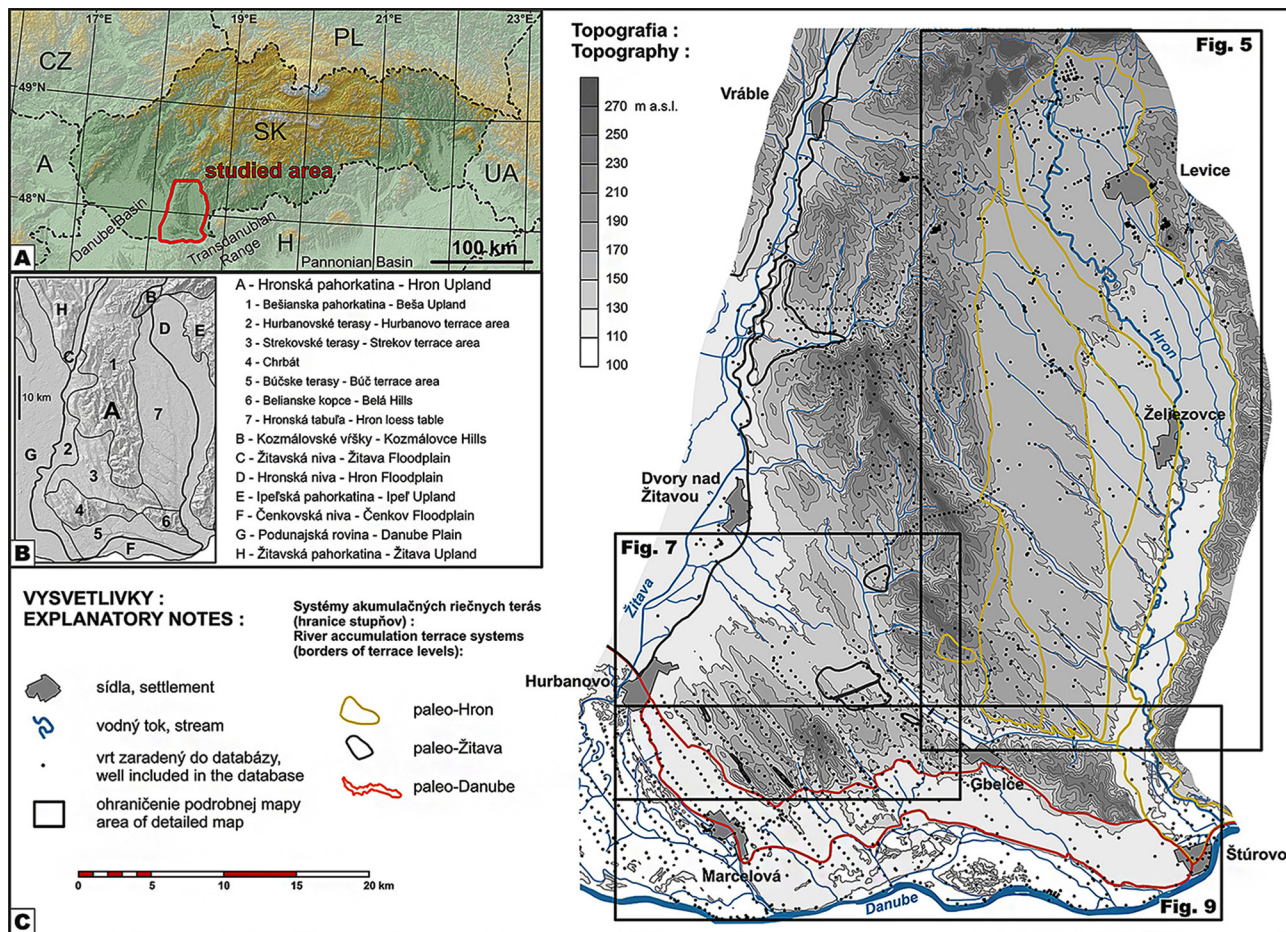 17°E
19°E
21°E
23°E
CZ
PL
49°N
SK
A
studied area
UA
48°N
Danube Basin
Transdanubian
Range
H
Pannonian Basin
100 km
A
H
B
D
E
C
1
10 km
A
7
G
2
3
4
5
6
F
B
A - Hronská pahorkatina - Hron Upland
1 - Bešianska pahorkatina - Beša Upland
2 - Hurbanovské terasy - Hurbanovo terrace area
3 - Strekovské terasy - Strekov terrace area
4 - Chrbát
5 - Búčske terasy - Búč terrace area
6 - Belianske kopce - Belá Hills
7 - Hronská tabuľa - Hron loess table
B - Kozmálovské vŕšky - Kozmálovce Hills
C - Žitavská niva - Žitava Floodplain
D - Hronská niva - Hron Floodplain
E - Ipeľská pahorkatina - Ipeľ Upland
F - Čenkovská niva - Čenkov Floodplain
G - Podunajská rovina - Danube Plain
H - Žitavská pahorkatina - Žitava Upland
VYSVETLIVKY :
EXPLANATORY NOTES :
sídla, settlement
vodný tok, stream
vrt zaradený do databázy,
well included in the database
ohraničenie podrobnej mapy
area of detailed map
Systémy akumulačných riečnych terás
(hranice stupňov) :
River accumulation terrace systems
(borders of terrace levels):
paleo-Hron
paleo-Žitava
paleo-Danube
0
5
10
15
20 km
C
Topografia :
Topography :
270 m a.s.l.
250
230
210
190
170
150
130
110
100
Fig. 5
Vráble
Levice
Hron
Želiezovce
Dvory nad
Žitavou
Fig. 7
Žitava
Hurbanovo
Gbelce
Štúrovo
Marcelová
Danube
Fig. 9